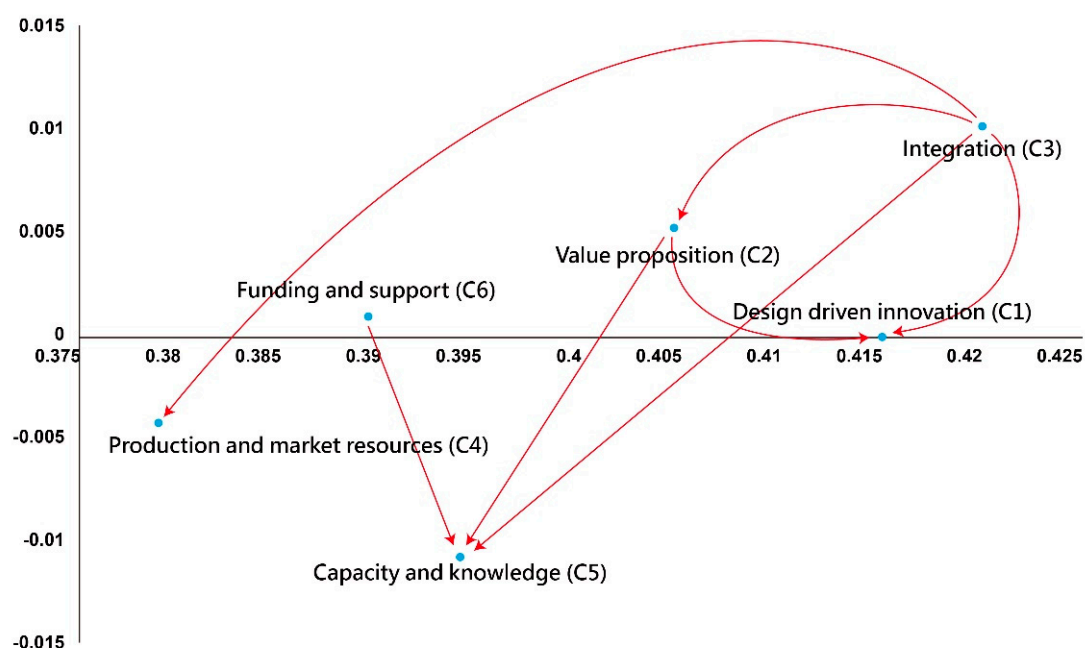 0.015
0.01
Integration (C3)
0.005
Value proposition (C2)
Funding and support (C6)
Design driven innovation (C1)
0
0.375 0.38 0.385 0.39 0.395 0.4 0.405 0.41 0.415 0.42 0.425
-0.005
Production and market resources (C4)
-0.01
Capacity and knowledge (C5)
-0.015